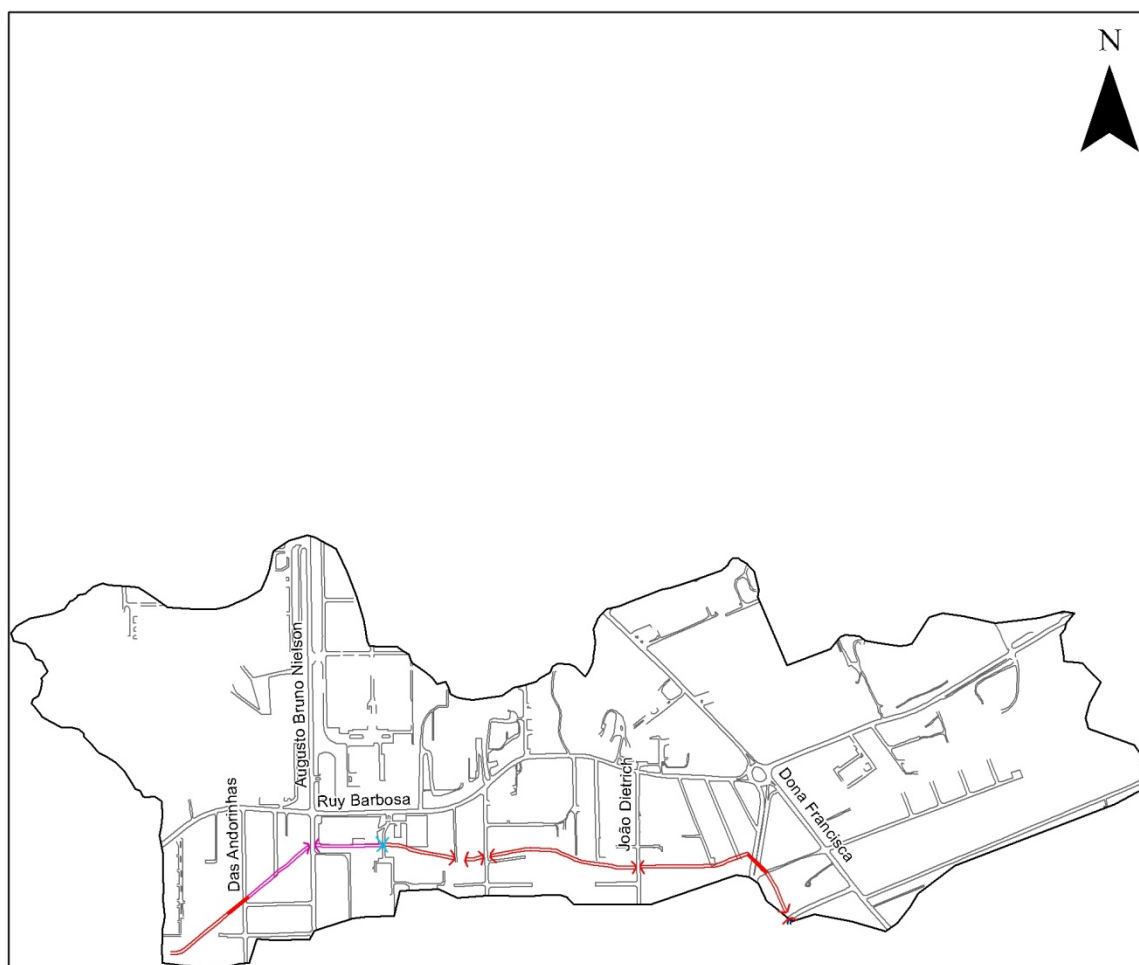 N
Augusto Bruno Nielson
Ruy Barbosa
Das Andorinhas
João Dietrich
Dona Francisca